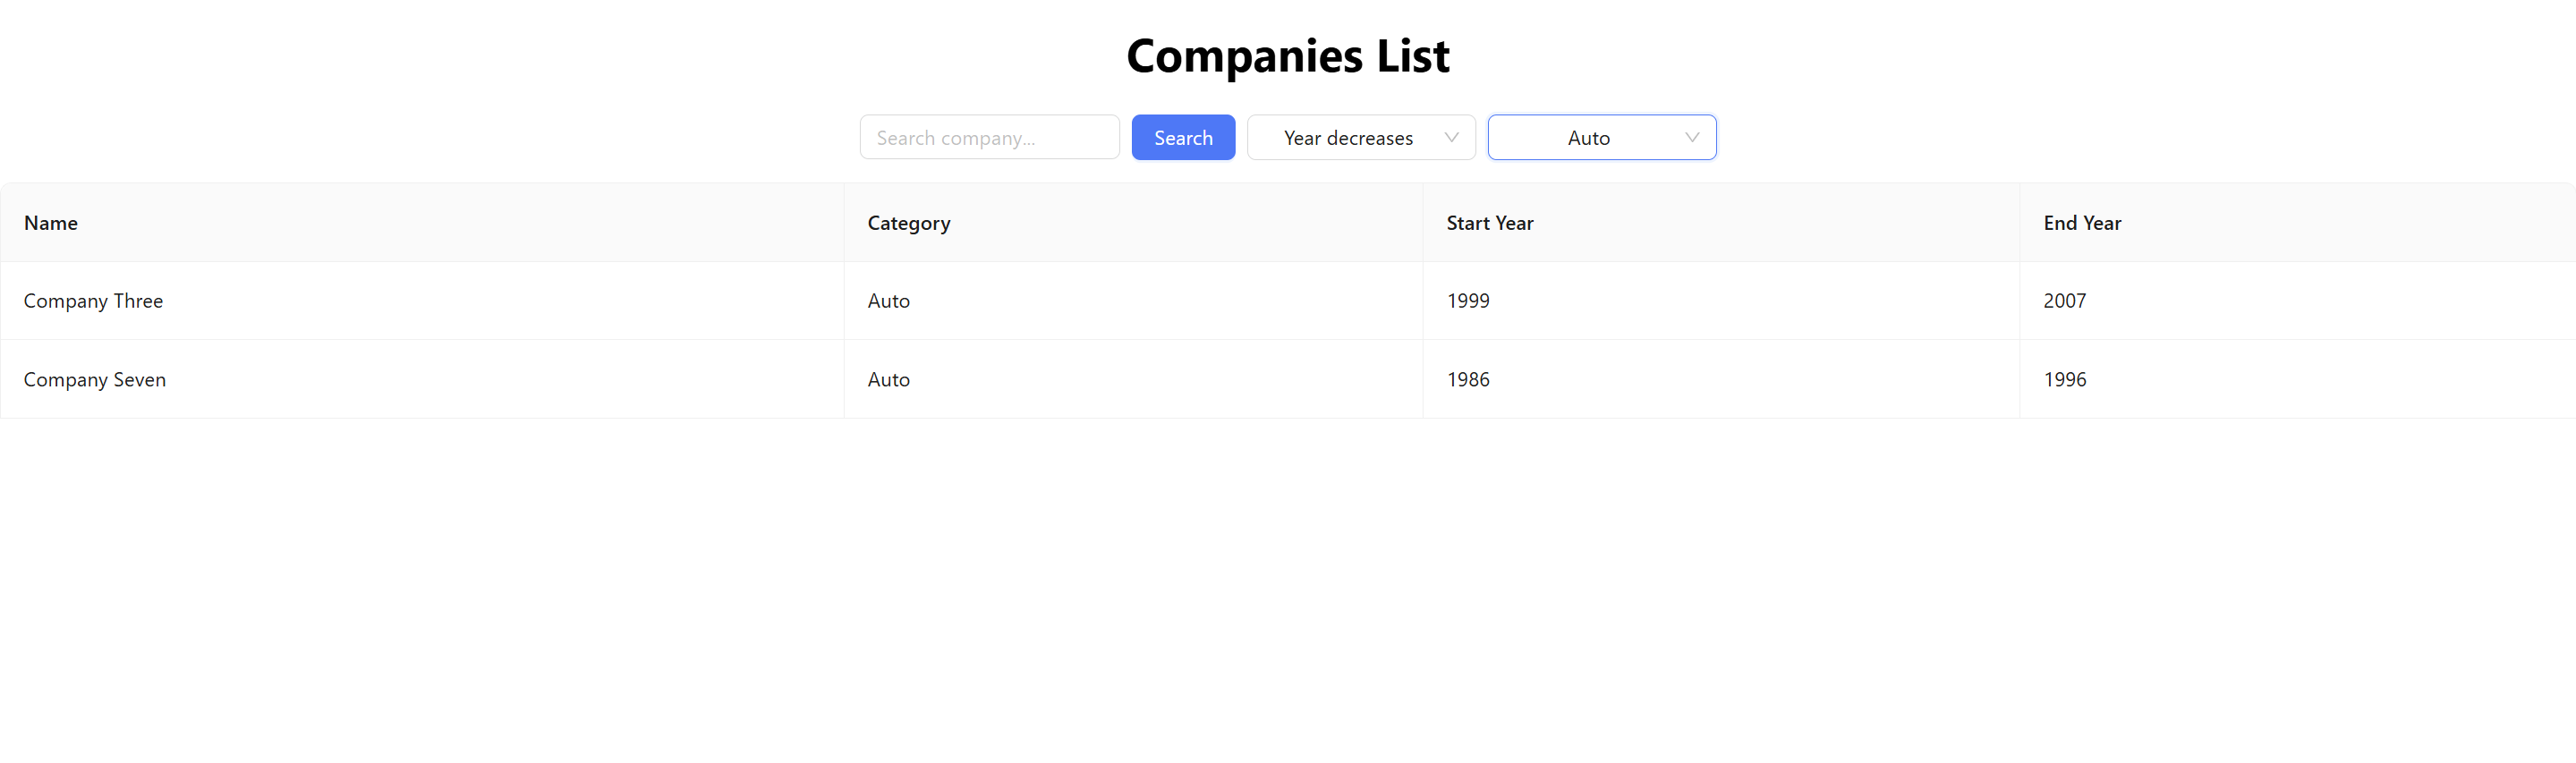 Companies List
Search company... Search Year decreases Auto
Name Category Start Year End Year
Company Three Auto 1999 2007
Company Seven Auto 1986 1996